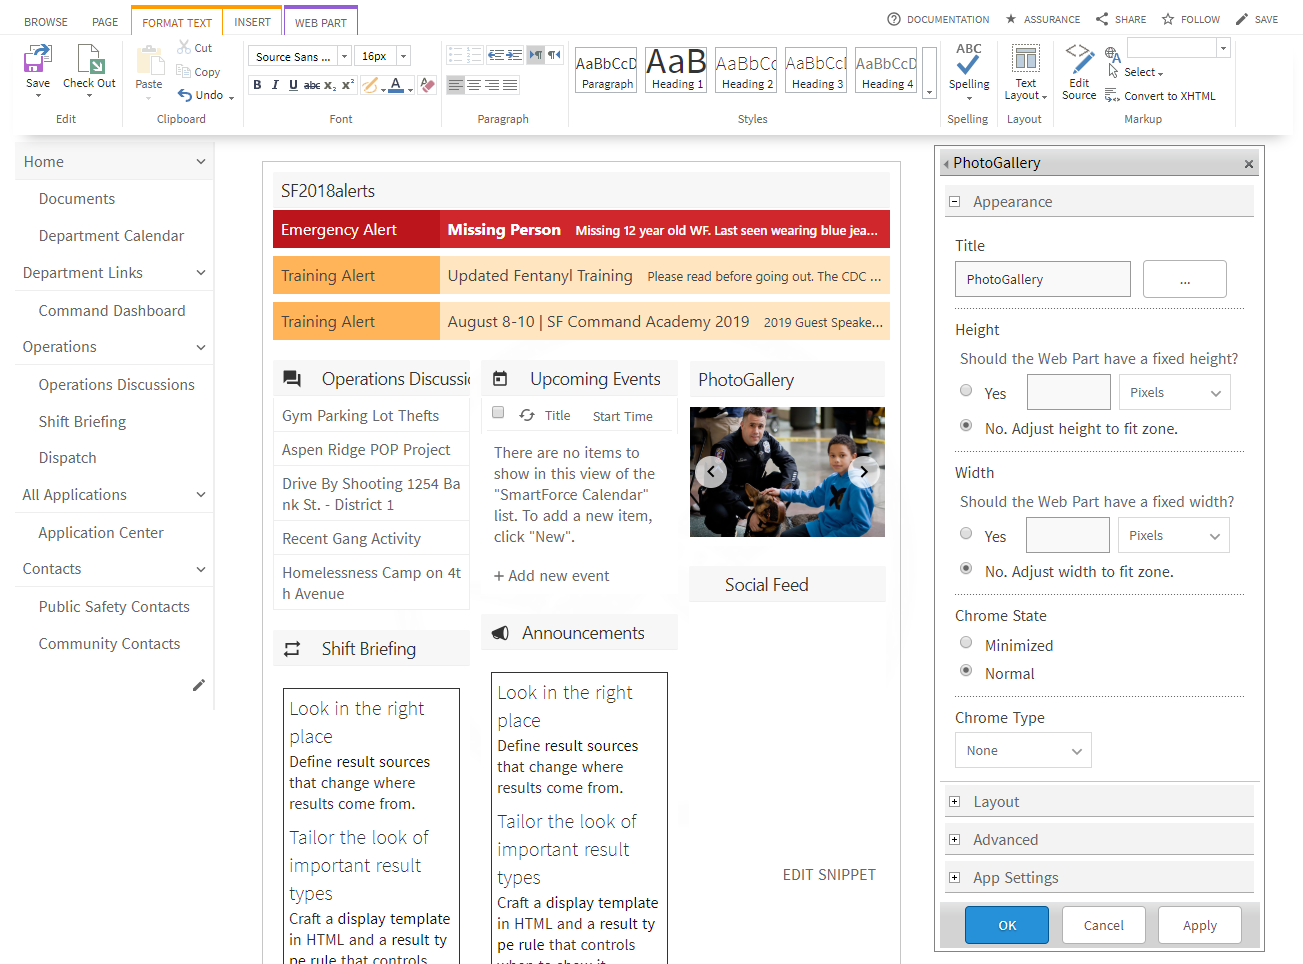 BROWSE PAGE FORMAT TEXT INSERT WEB PART
DOCUMENTATION ASSURANCE SHARE FOLLOW SAVE
Save
Check Out
Edit
Paste
Cut
Copy
Undo
Clipboard
Source Sans ... 16px
B I U abc x₂ x²
A
Font
Paragraph
AaBbCcD
Paragraph
AaB
Heading 1
AaBbCc
Heading 2
AaBbCcI
Heading 3
AaBbCcD
Heading 4
Styles
ABC
Spelling
Spelling
Text
Layout
Layout
Edit
Source
Select
Convert to XHTML
Markup
Home
Documents
Department Calendar
Department Links
Command Dashboard
Operations
Operations Discussions
Shift Briefing
Dispatch
All Applications
Application Center
Contacts
Public Safety Contacts
Community Contacts
SF2018alerts
Emergency Alert Missing Person Missing 12 year old WF. Last seen wearing blue jea...
Training Alert Updated Fentanyl Training Please read before going out. The CDC ...
Training Alert August 8-10 | SF Command Academy 2019 2019 Guest Speake...
Operations Discussic
Gym Parking Lot Thefts
Aspen Ridge POP Project
Drive By Shooting 1254 Ba
nk St. - District 1
Recent Gang Activity
Homelessness Camp on 4t
h Avenue
Shift Briefing
Look in the right
place
Define result sources
that change where
results come from.
Tailor the look of
important result
types
Craft a display template
in HTML and a result ty
pe rule that controls
Upcoming Events
Title Start Time
There are no items to
show in this view of the
"SmartForce Calendar"
list. To add a new item,
click "New".
+ Add new event
Announcements
Look in the right
place
Define result sources
that change where
results come from.
Tailor the look of
important result
types
Craft a display template
in HTML and a result ty
pe rule that controls
when to show it
PhotoGallery
Social Feed
EDIT SNIPPET
PhotoGallery
Appearance
Title
PhotoGallery ...
Height
Should the Web Part have a fixed height?
Yes Pixels
No. Adjust height to fit zone.
Width
Should the Web Part have a fixed width?
Yes Pixels
No. Adjust width to fit zone.
Chrome State
Minimized
Normal
Chrome Type
None
Layout
Advanced
App Settings
OK Cancel Apply